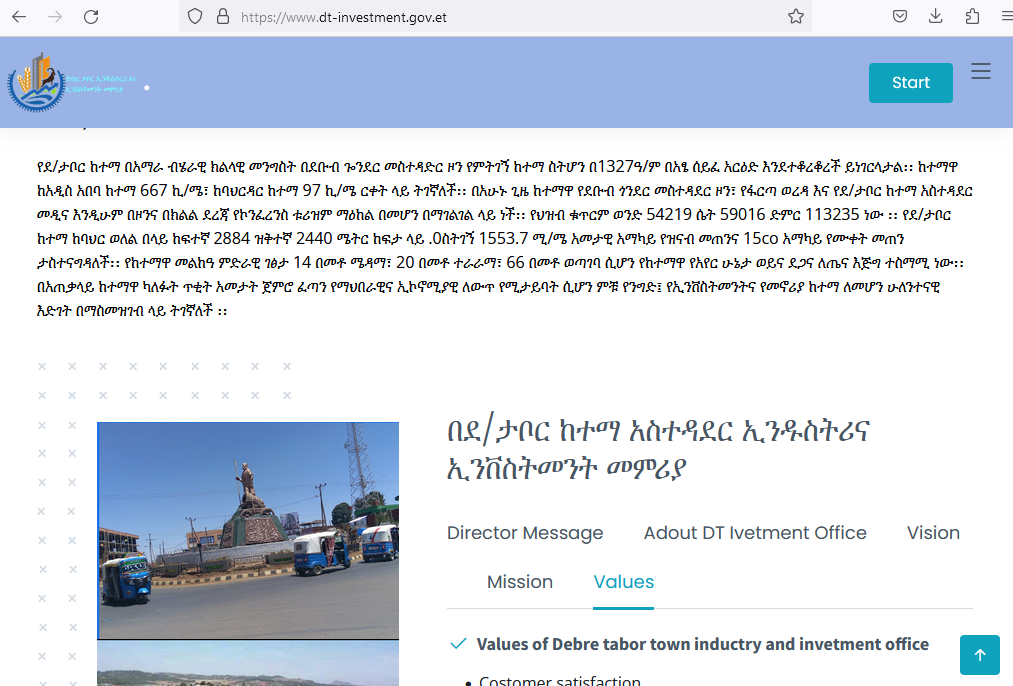 https://www.dt-investment.gov.et
Start
የደ/ታቦር ከተማ በአማራ ብሄራዊ ክልላዊ መንግስት በደቡብ ጐንደር መስተዳድር ዞን የምትገኝ ከተማ ስትሆን በ1327ዓ/ም በአፄ ሰይፈ አርዕድ እንደተቆረቆረች ይነገርላታል፡፡ ከተማዋ
ከአዲስ አበባ ከተማ 667 ኪ/ሜ፣ ከባህርዳር ከተማ 97 ኪ/ሜ ርቀት ላይ ትገኛለች፡፡ በአሁኑ ጊዜ ከተማዋ የደቡብ ጎንደር መስተዳደር ዞን፣ የፋርጣ ወረዳ እና የደ/ታቦር ከተማ አስተዳደር
መዲና እንዲሁም በዞንና በክልል ደረጃ የኮንፈረንስ ቱሪዝም ማዕከል በመሆን በማገልገል ላይ ነች፡፡ የህዝብ ቁጥርም ወንድ 54219 ሴት 59016 ድምር 113235 ነው ፡፡ የደ/ታቦር
ከተማ ከባህር ወለል በላይ ከፍተኛ 2884 ዝቅተኛ 2440 ሜትር ከፍታ ላይ .0ስትገኝ 1553.7 ሚ/ሜ አመታዊ አማካይ የዝናብ መጠንና 15co አማካይ የሙቀት መጠን
ታስተናግዳለች፡፡ የከተማዋ መልከዓ ምድራዊ ገፅታ 14 በመቶ ሜዳማ፣ 20 በመቶ ተራራማ፣ 66 በመቶ ወጣገባ ሲሆን የከተማዋ የአየር ሁኔታ ወይና ደጋና ለጤና እጅግ ተስማሚ ነው፡፡
በአጠቃላይ ከተማዋ ካለፉት ጥቂት አመታት ጀምሮ ፈጣን የማህበራዊና ኢኮኖሚያዊ ለውጥ የሚታይባት ሲሆን ምቹ የንግድ፤ የኢንቨስትመንትና የመኖሪያ ከተማ ለመሆን ሁለንተናዊ
እድገት በማስመዝገብ ላይ ትገኛለች ፡፡
በደ/ታቦር ከተማ አስተዳደር ኢንዱስትሪና
ኢንቨስትመንት መምሪያ
Director Message Adout DT Ivetment Office Vision
Mission Values
Values of Debre tabor town inductry and invetment office
Costomer satisfaction